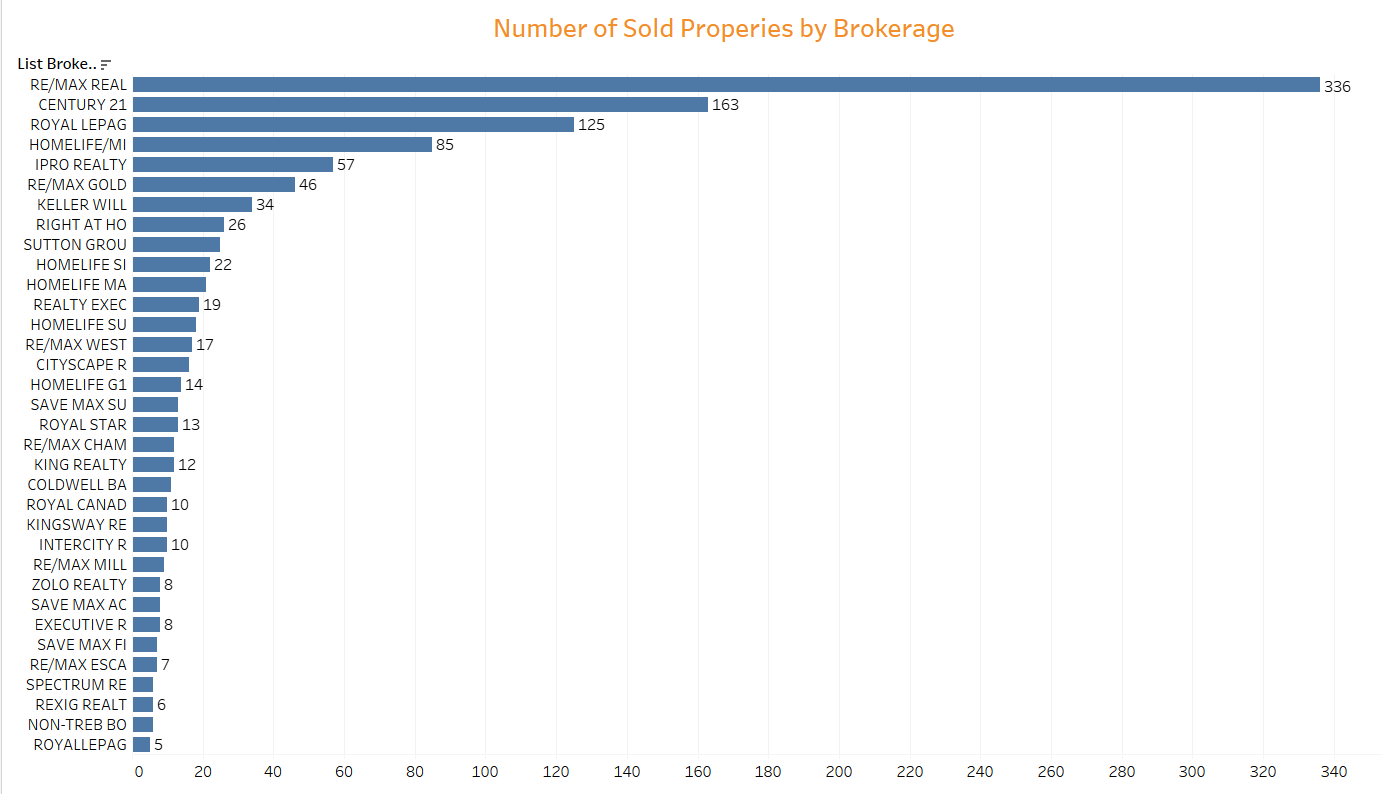 Number of Sold Properies by Brokerage
List Broke..
RE/MAX REAL 336
CENTURY 21 163
ROYAL LEPAG 125
HOMELIFE/MI 85
IPRO REALTY 57
RE/MAX GOLD 46
KELLER WILL 34
RIGHT AT HO 26
SUTTON GROU
HOMELIFE SI 22
HOMELIFE MA
REALTY EXEC 19
HOMELIFE SU
RE/MAX WEST 17
CITYSCAPE R
HOMELIFE G1 14
SAVE MAX SU
ROYAL STAR 13
RE/MAX CHAM
KING REALTY 12
COLDWELL BA
ROYAL CANAD 10
KINGSWAY RE
INTERCITY R 10
RE/MAX MILL
ZOLO REALTY 8
SAVE MAX AC
EXECUTIVE R 8
SAVE MAX FI
RE/MAX ESCA 7
SPECTRUM RE
REXIG REALT 6
NON-TREB BO
ROYALLEPAG 5
0 20 40 60 80 100 120 140 160 180 200 220 240 260 280 300 320 340